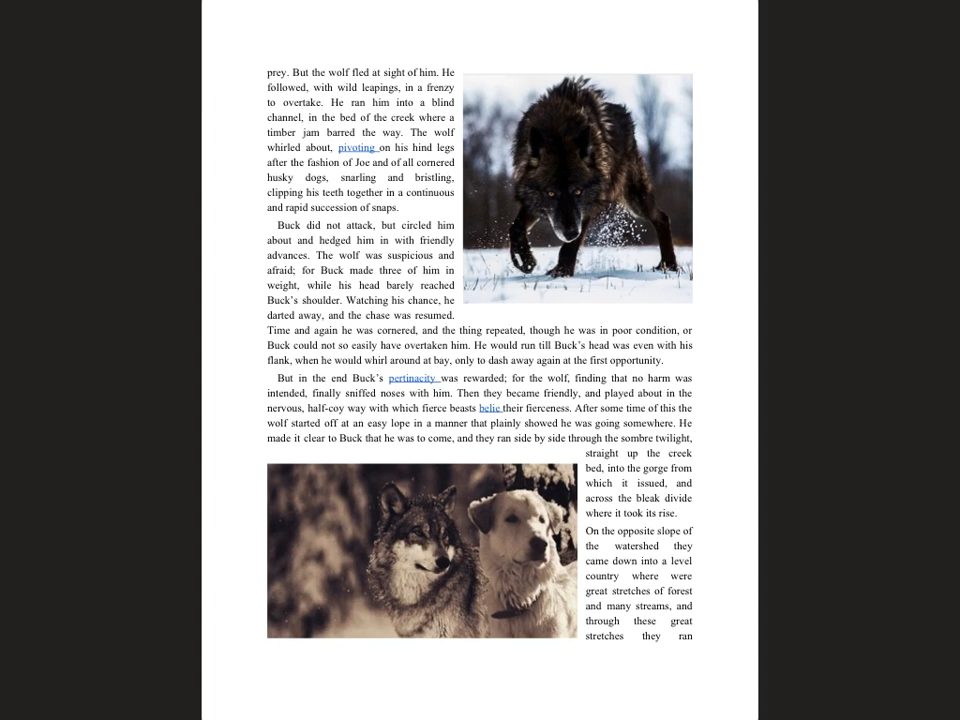 prey. But the wolf fled at sight of him. He
followed, with wild leapings, in a frenzy
to overtake. He ran him into a blind
channel, in the bed of the creek where a
timber jam barred the way. The wolf
whirled about, pivoting on his hind legs
after the fashion of Joe and of all cornered
husky dogs, snarling and bristling,
clipping his teeth together in a continuous
and rapid succession of snaps.
Buck did not attack, but circled him
about and hedged him in with friendly
advances. The wolf was suspicious and
afraid; for Buck made three of him in
weight, while his head barely reached
Buck’s shoulder. Watching his chance, he
darted away, and the chase was resumed.
Time and again he was cornered, and the thing repeated, though he was in poor condition, or
Buck could not so easily have overtaken him. He would run till Buck’s head was even with his
flank, when he would whirl around at bay, only to dash away again at the first opportunity.
But in the end Buck’s pertinacity was rewarded; for the wolf, finding that no harm was
intended, finally sniffed noses with him. Then they became friendly, and played about in the
nervous, half-coy way with which fierce beasts belie their fierceness. After some time of this the
wolf started off at an easy lope in a manner that plainly showed he was going somewhere. He
made it clear to Buck that he was to come, and they ran side by side through the sombre twilight,
straight up the creek
bed, into the gorge from
which it issued, and
across the bleak divide
where it took its rise.
On the opposite slope of
the watershed they
came down into a level
country where were
great stretches of forest
and many streams, and
through these great
stretches they ran